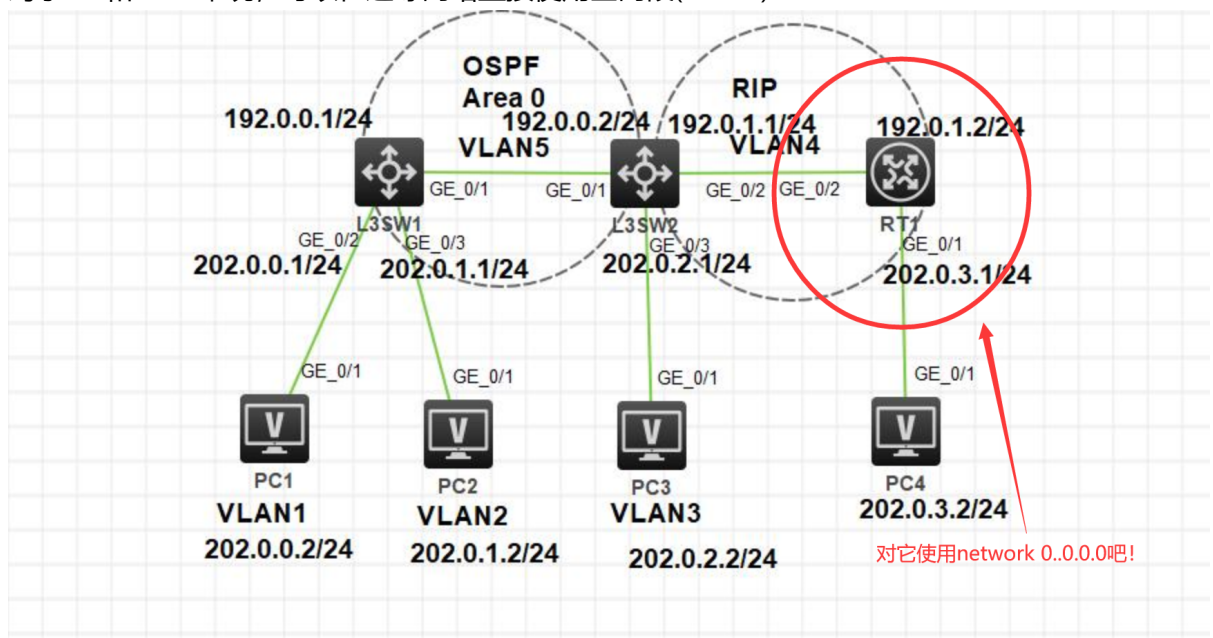 OSPF
Area 0
RIP
192.0.0.1/24
192.0.0.2/24
192.0.1.1/24
192.0.1.2/24
VLAN5
VLAN4
GE_0/1
GE_0/1
GE_0/2
GE_0/2
L3SW1
L3SW2
RT1
GE_0/2
GE_0/3
GE_0/3
GE_0/1
202.0.0.1/24
202.0.1.1/24
202.0.2.1/24
202.0.3.1/24
GE_0/1
GE_0/1
GE_0/1
GE_0/1
PC1
PC2
PC3
PC4
VLAN1
VLAN2
VLAN3
202.0.3.2/24
202.0.0.2/24
202.0.1.2/24
202.0.2.2/24
对它使用network 0..0.0.0吧!